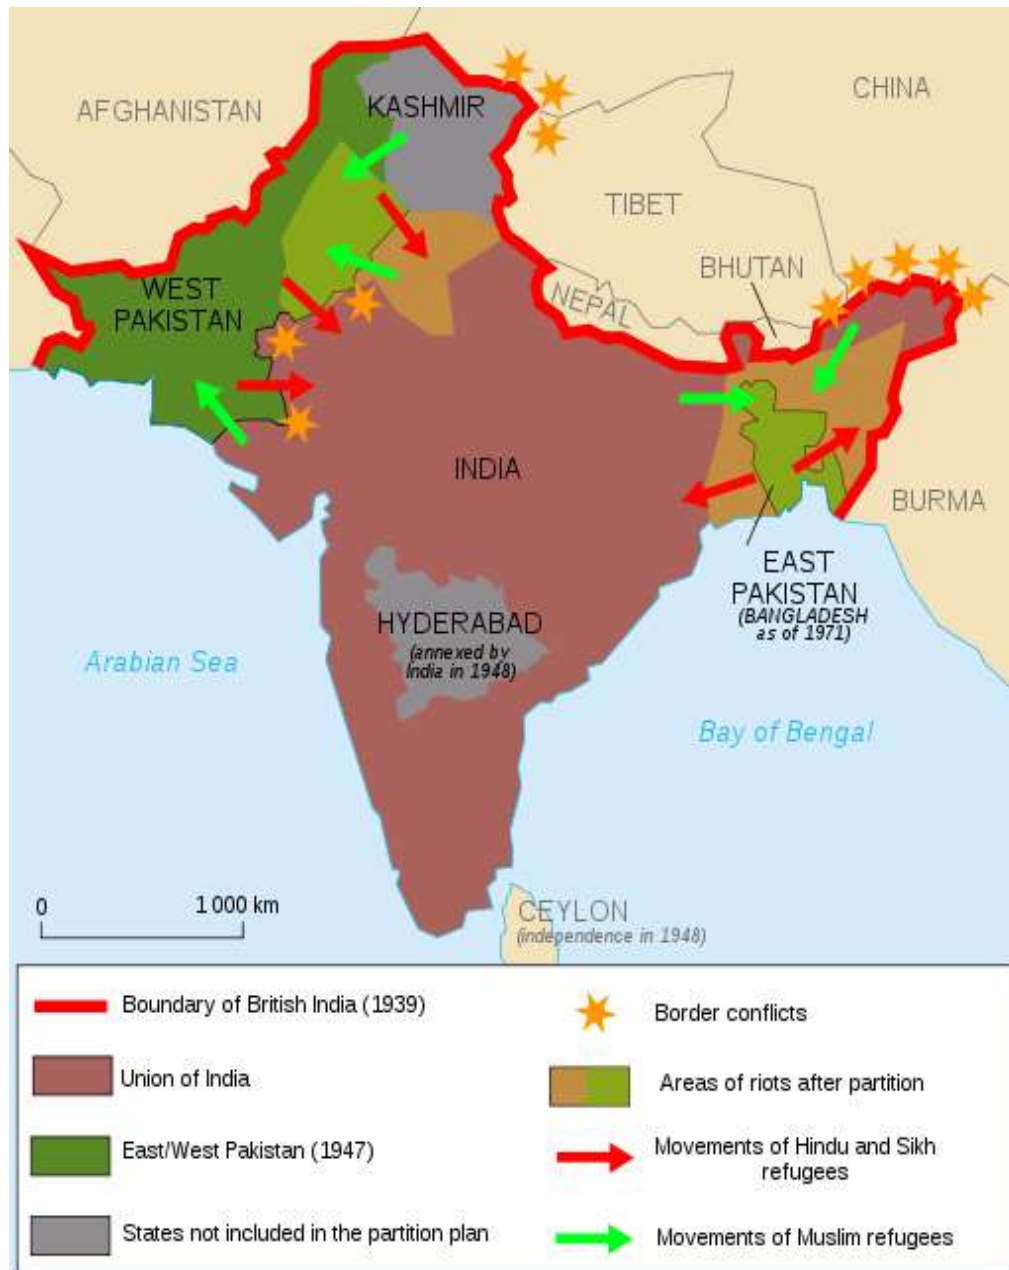 CHINA
AFGHANISTAN
KASHMIR
TIBET
BHUTAN
NEPAL
WEST
PAKISTAN
INDIA
BURMA
EAST
PAKISTAN
(BANGLADESH
as of 1971)
HYDERABAD
(annexed by
India in 1948)
Arabian Sea
Bay of Bengal
0 1 000 km
CEYLON
(independence in 1948)
Boundary of British India (1939)
Union of India
East/West Pakistan (1947)
States not included in the partition plan
Border conflicts
Areas of riots after partition
Movements of Hindu and Sikh
refugees
Movements of Muslim refugees